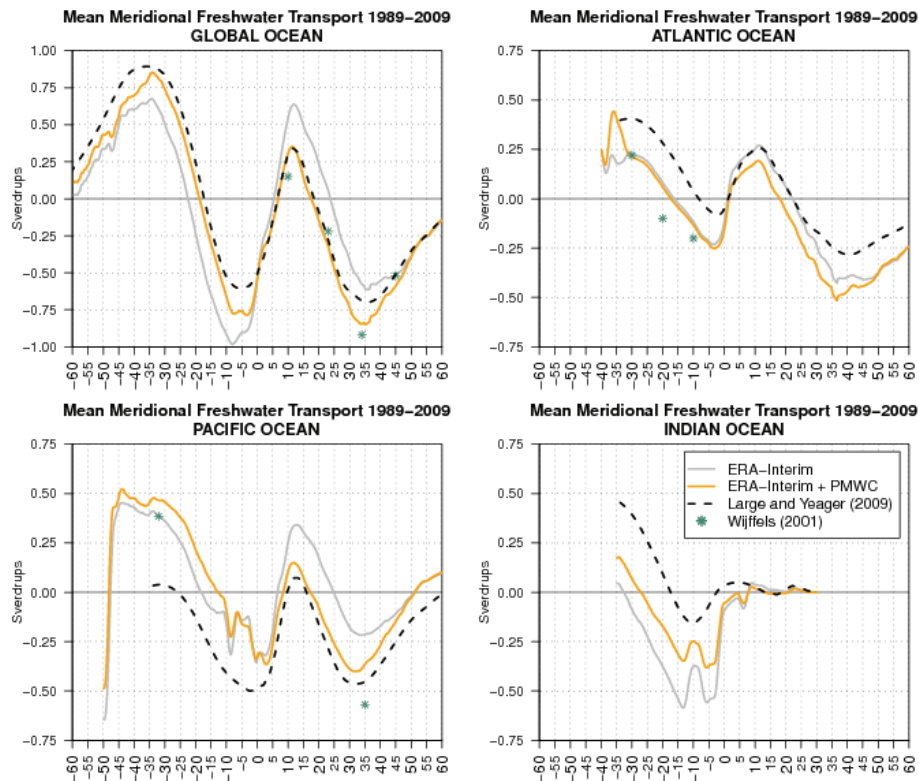 Mean Meridional Freshwater Transport 1989−2009
GLOBAL OCEAN
Sverdrups
1.00
0.75
0.50
0.25
0.00
−0.25
−0.50
−0.75
−1.00
−60 −55 −50 −45 −40 −35 −30 −25 −20 −15 −10 −5 0 5 10 15 20 25 30 35 40 45 50 55 60
Mean Meridional Freshwater Transport 1989−2009
ATLANTIC OCEAN
Sverdrups
0.75
0.50
0.25
0.00
−0.25
−0.50
−0.75
−60 −55 −50 −45 −40 −35 −30 −25 −20 −15 −10 −5 0 5 10 15 20 25 30 35 40 45 50 55 60
Mean Meridional Freshwater Transport 1989−2009
PACIFIC OCEAN
Sverdrups
0.75
0.50
0.25
0.00
−0.25
−0.50
−0.75
−60 −55 −50 −45 −40 −35 −30 −25 −20 −15 −10 −5 0 5 10 15 20 25 30 35 40 45 50 55 60
Mean Meridional Freshwater Transport 1989−2009
INDIAN OCEAN
Sverdrups
0.75
0.50
0.25
0.00
−0.25
−0.50
−0.75
ERA−Interim
ERA−Interim + PMWC
Large and Yeager (2009)
Wijffels (2001)
−60 −55 −50 −45 −40 −35 −30 −25 −20 −15 −10 −5 0 5 10 15 20 25 30 35 40 45 50 55 60